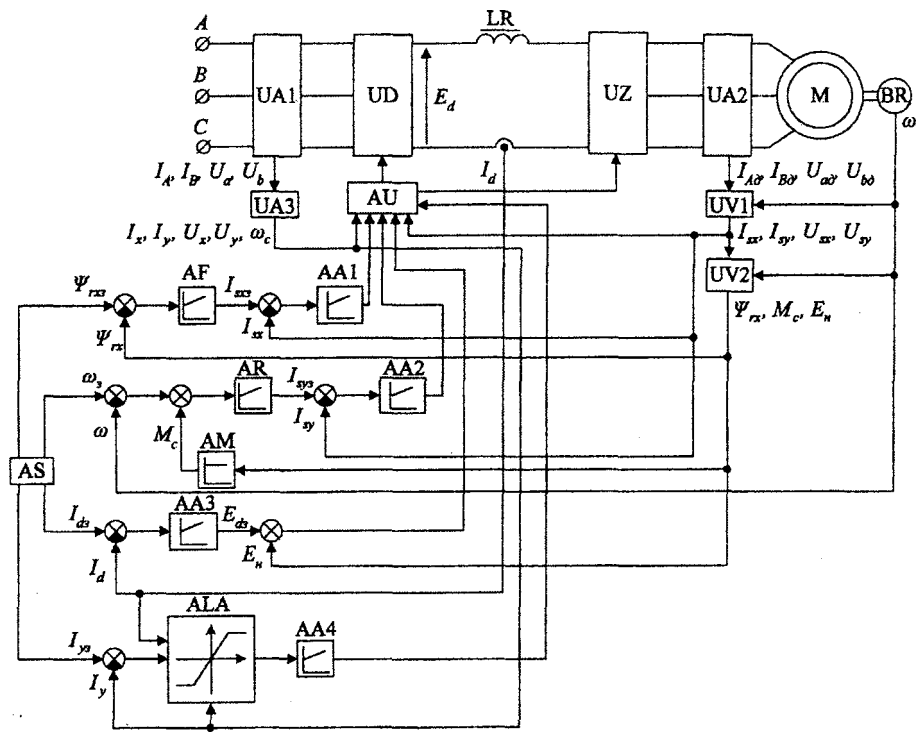 A
LR
B
UA1
UD
E_d
UZ
UA2
M
BR
C
ω
I_A, I_B, U_a, U_b
I_d
I_Aд, I_Bд, U_aд, U_bд
UA3
AU
UV1
I_x, I_y, U_x, U_y, ω_c
I_sx, I_sy, U_sx, U_sy
UV2
Ψ_rxз
AF
I_sxз
AA1
Ψ_rx, M_c, E_н
Ψ_rx
I_sx
ω_з
AR
I_syз
AA2
ω
M_c
I_sy
AM
AS
I_dз
AA3
E_dз
I_d
E_н
ALA
I_yз
AA4
I_y